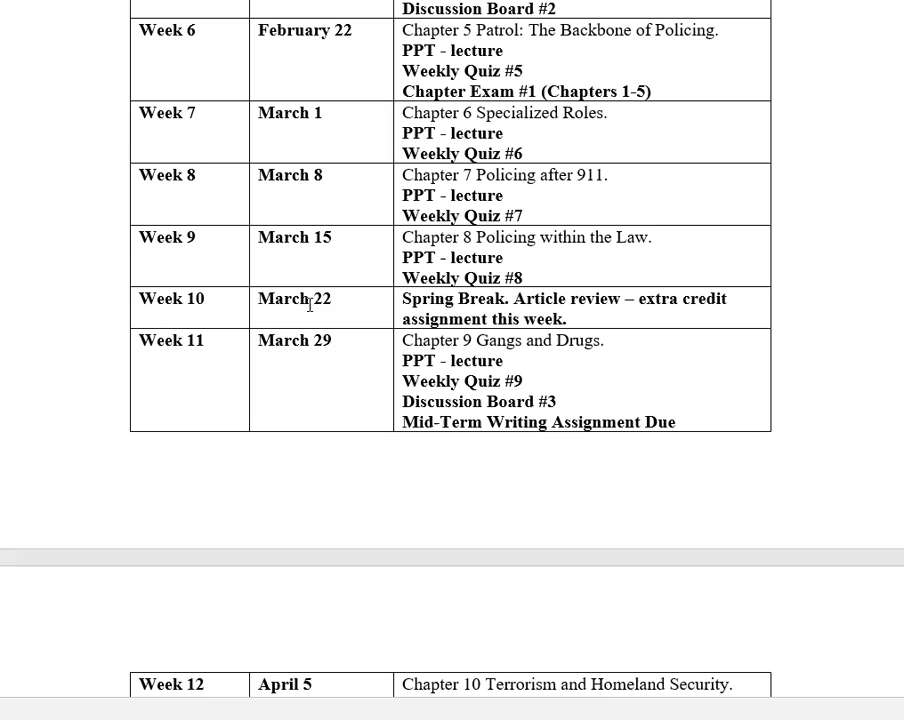 Discussion Board #2
Week 6 February 22 Chapter 5 Patrol: The Backbone of Policing.
PPT - lecture
Weekly Quiz #5
Chapter Exam #1 (Chapters 1-5)
Week 7 March 1 Chapter 6 Specialized Roles.
PPT - lecture
Weekly Quiz #6
Week 8 March 8 Chapter 7 Policing after 911.
PPT - lecture
Weekly Quiz #7
Week 9 March 15 Chapter 8 Policing within the Law.
PPT - lecture
Weekly Quiz #8
Week 10 March 22 Spring Break. Article review – extra credit
assignment this week.
Week 11 March 29 Chapter 9 Gangs and Drugs.
PPT - lecture
Weekly Quiz #9
Discussion Board #3
Mid-Term Writing Assignment Due
Week 12 April 5 Chapter 10 Terrorism and Homeland Security.